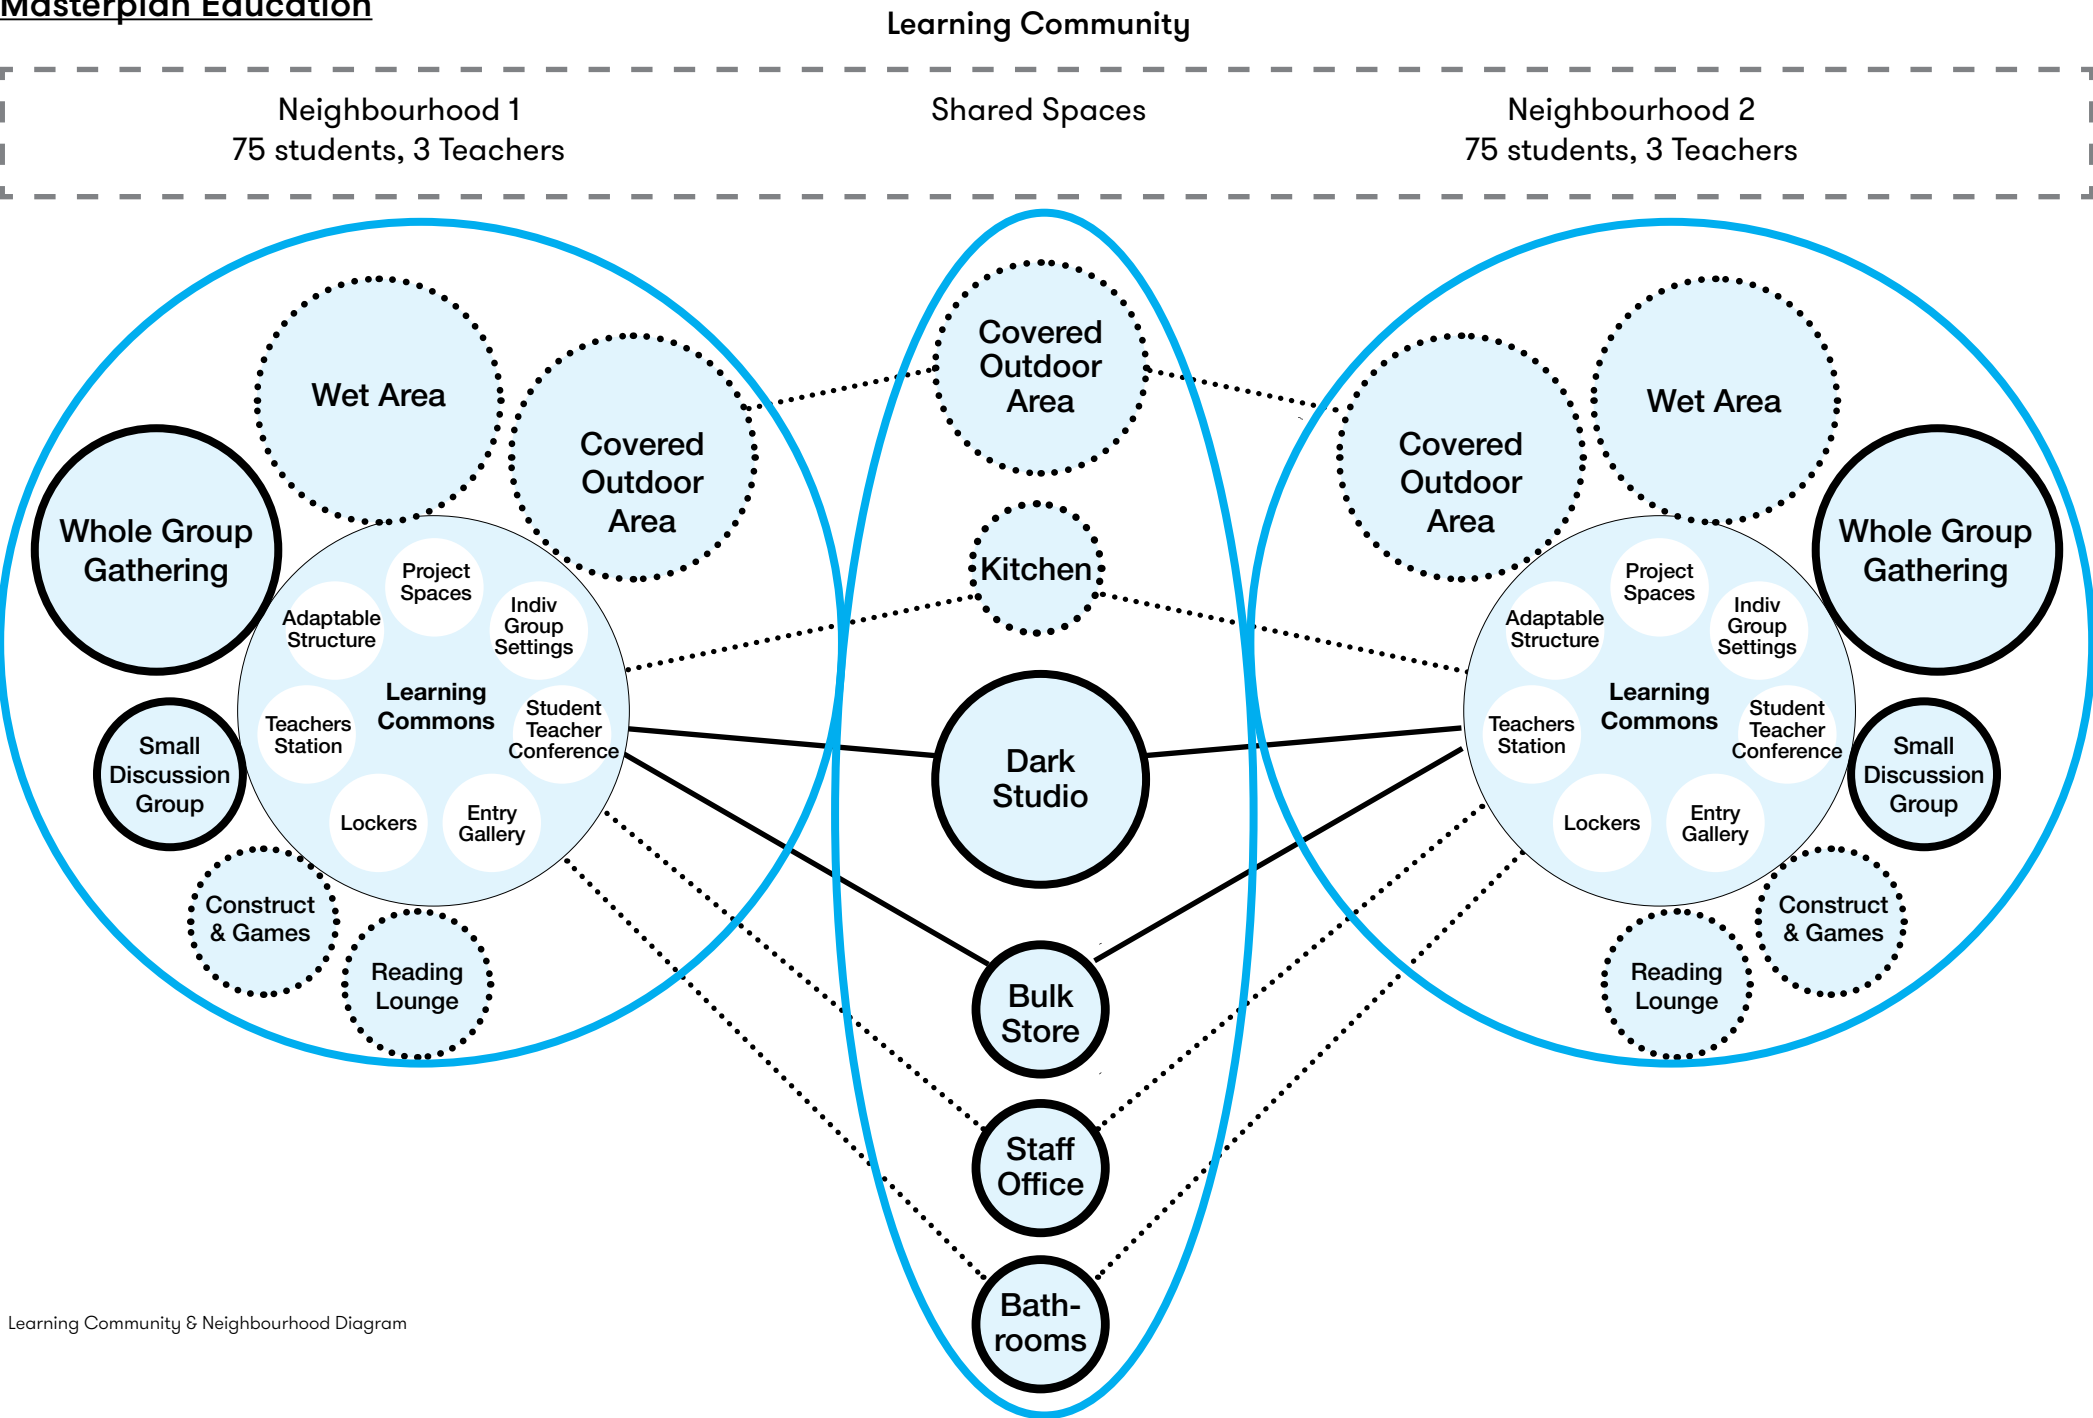 Masterplan Education
Learning Community
Neighbourhood 1
75 students, 3 Teachers
Shared Spaces
Neighbourhood 2
75 students, 3 Teachers
Wet Area
Covered
Outdoor
Area
Whole Group
Gathering
Project
Spaces
Adaptable
Structure
Indiv
Group
Settings
Learning
Commons
Teachers
Station
Student
Teacher
Conference
Lockers
Entry
Gallery
Small
Discussion
Group
Construct
& Games
Reading
Lounge
Covered
Outdoor
Area
Kitchen
Dark
Studio
Bulk
Store
Staff
Office
Bath-
rooms
Covered
Outdoor
Area
Wet Area
Whole Group
Gathering
Project
Spaces
Adaptable
Structure
Indiv
Group
Settings
Learning
Commons
Teachers
Station
Student
Teacher
Conference
Lockers
Entry
Gallery
Small
Discussion
Group
Construct
& Games
Reading
Lounge
Learning Community & Neighbourhood Diagram